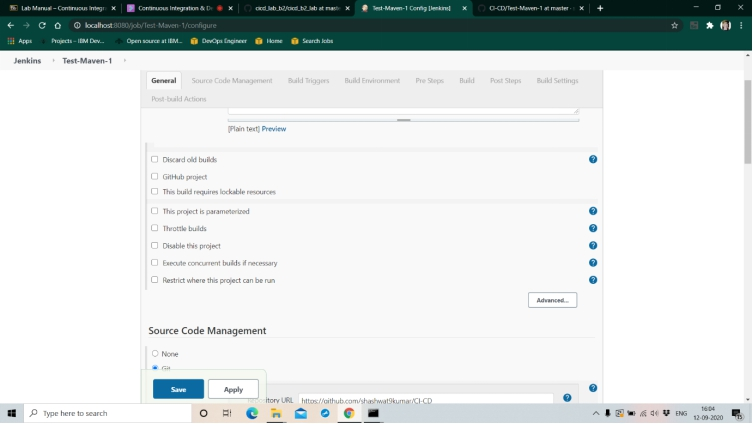 Lab Manual – Continuous Integr
Continuous Integration & De
cicd_lab_b2/cicd_b2_lab at maste
Test-Maven-1 Config [Jenkins]
CI-CD/Test-Maven-1 at master ·
localhost:8080/job/Test-Maven-1/configure
Apps
Projects – IBM Dev...
Open source at IBM...
DevOps Engineer
Home
Search Jobs
Jenkins
Test-Maven-1
General
Source Code Management
Build Triggers
Build Environment
Pre Steps
Build
Post Steps
Build Settings
Post-build Actions
[Plain text] Preview
Discard old builds
GitHub project
This build requires lockable resources
This project is parameterized
Throttle builds
Disable this project
Execute concurrent builds if necessary
Restrict where this project can be run
Advanced...
Source Code Management
None
Git
Save
Apply
itory URL
https://github.com/shashwat9kumar/CI-CD
Type here to search
ENG
16:04
12-09-2020